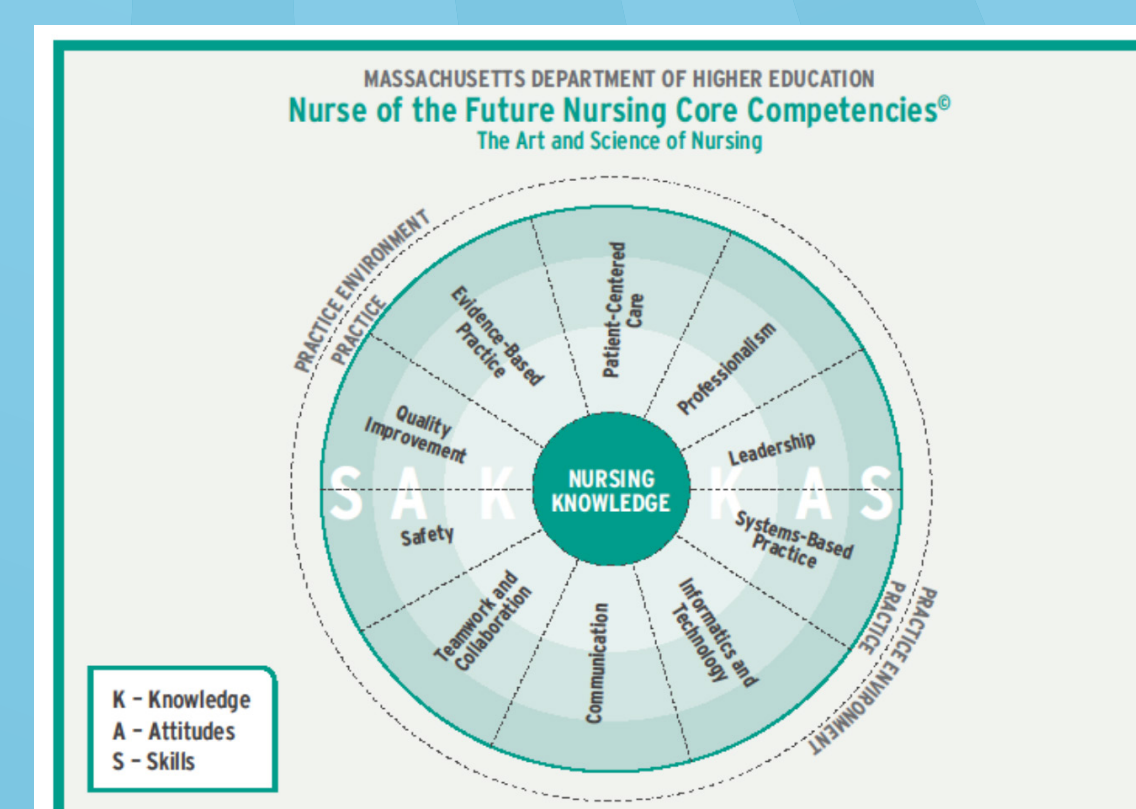 MASSACHUSETTS DEPARTMENT OF HIGHER EDUCATION
Nurse of the Future Nursing Core Competencies©
The Art and Science of Nursing
PRACTICE ENVIRONMENT
PRACTICE
Patient-Centered
Care
Professionalism
Leadership
Systems-Based
Practice
Informatics and
Technology
Communication
Teamwork and
Collaboration
Safety
Quality
Improvement
Evidence-Based
Practice
S A K
NURSING
KNOWLEDGE
K A S
PRACTICE
PRACTICE ENVIRONMENT
K – Knowledge
A – Attitudes
S – Skills